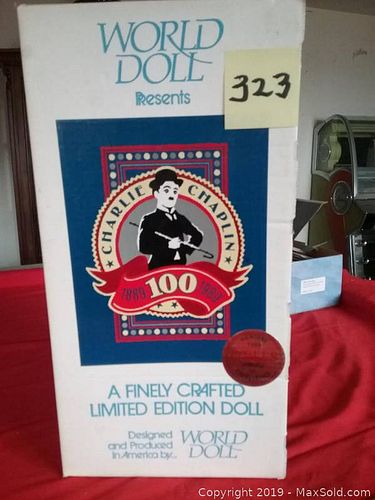 WORLD
DOLL
Presents
323
CHARLIE CHAPLIN
1889 100 1989
A FINELY CRAFTED
LIMITED EDITION DOLL
Designed
and Produced
in America by...
WORLD
DOLL
Copyright © 2019 - MaxSold.com